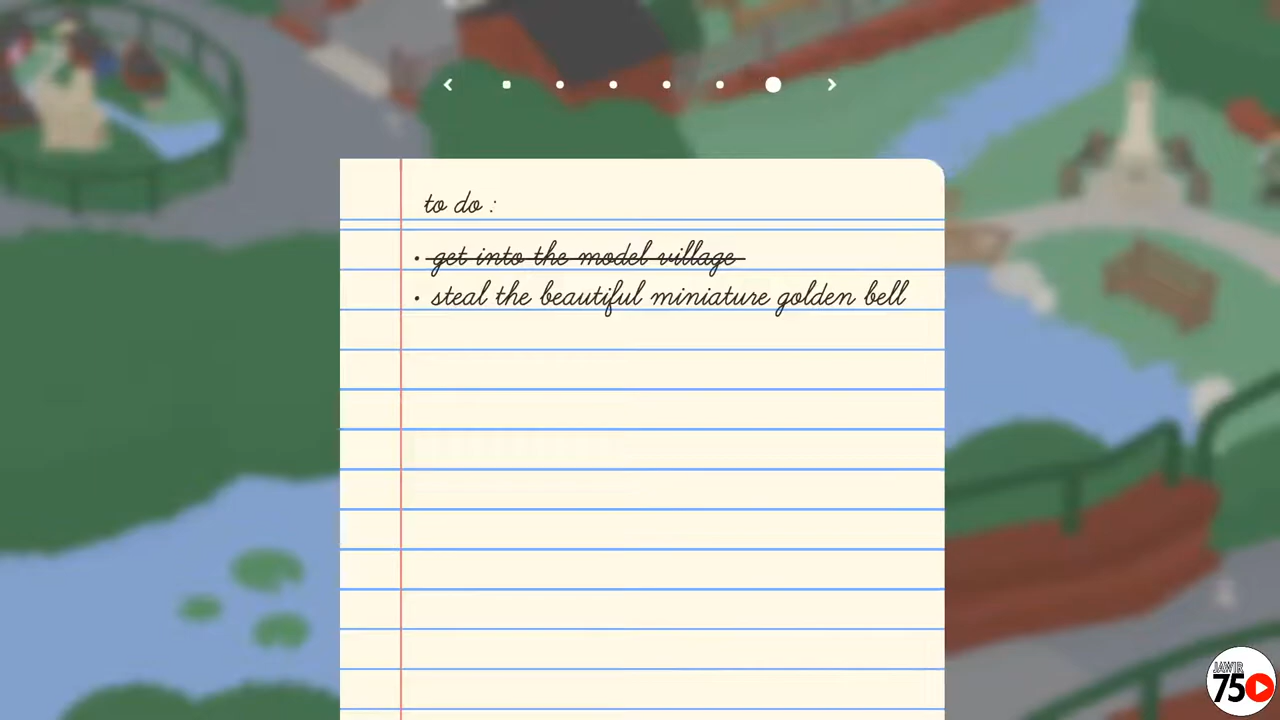 to do :
• get into the model village
• steal the beautiful miniature golden bell
JAWIR
75